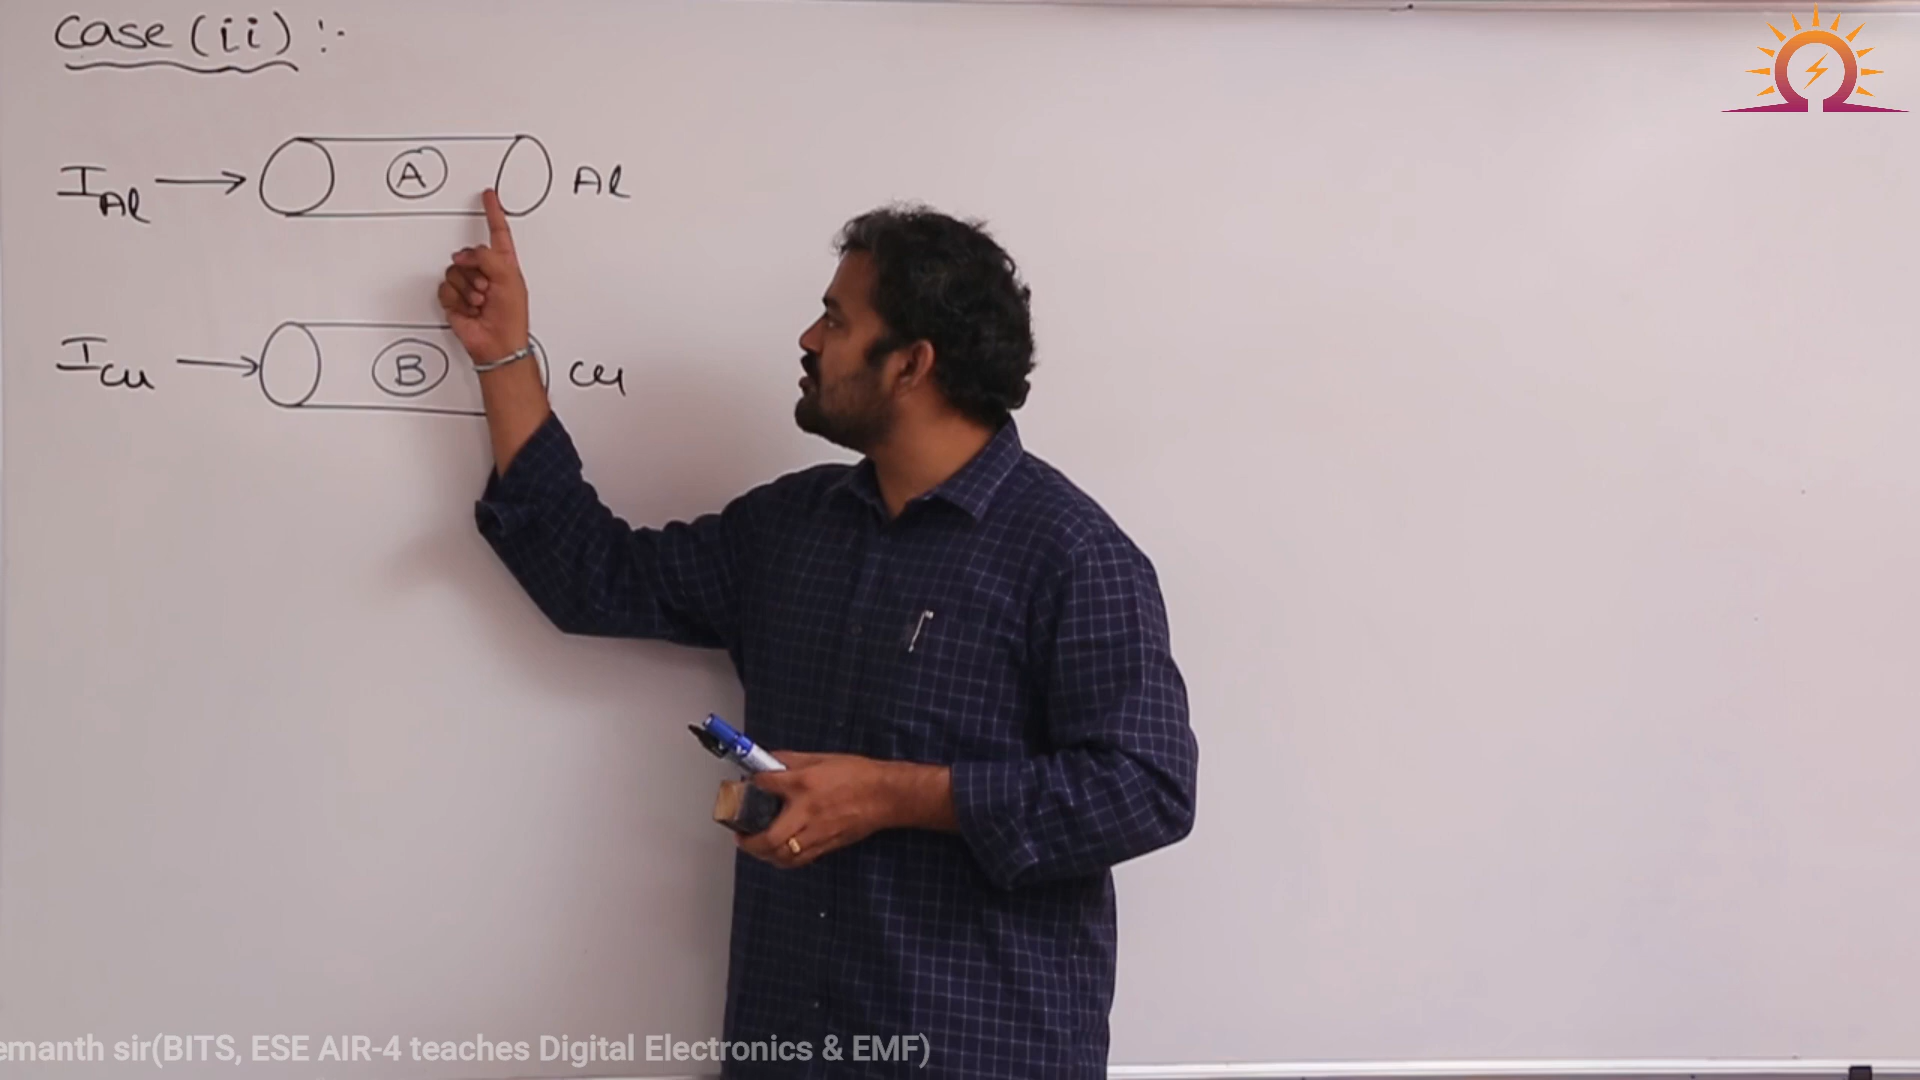 Case (ii) :-
I_Al → A Al
I_Cu → B Cu
emanth sir(BITS, ESE AIR-4 teaches Digital Electronics & EMF)